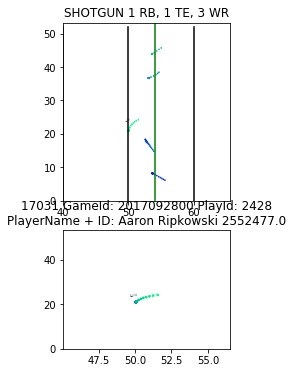 SHOTGUN 1 RB, 1 TE, 3 WR
50
40
30
20
10
0
40 50 60
17031 GameId: 2017092800 PlayId: 2428
PlayerName + ID: Aaron Ripkowski 2552477.0
40
20
0
47.5 50.0 52.5 55.0